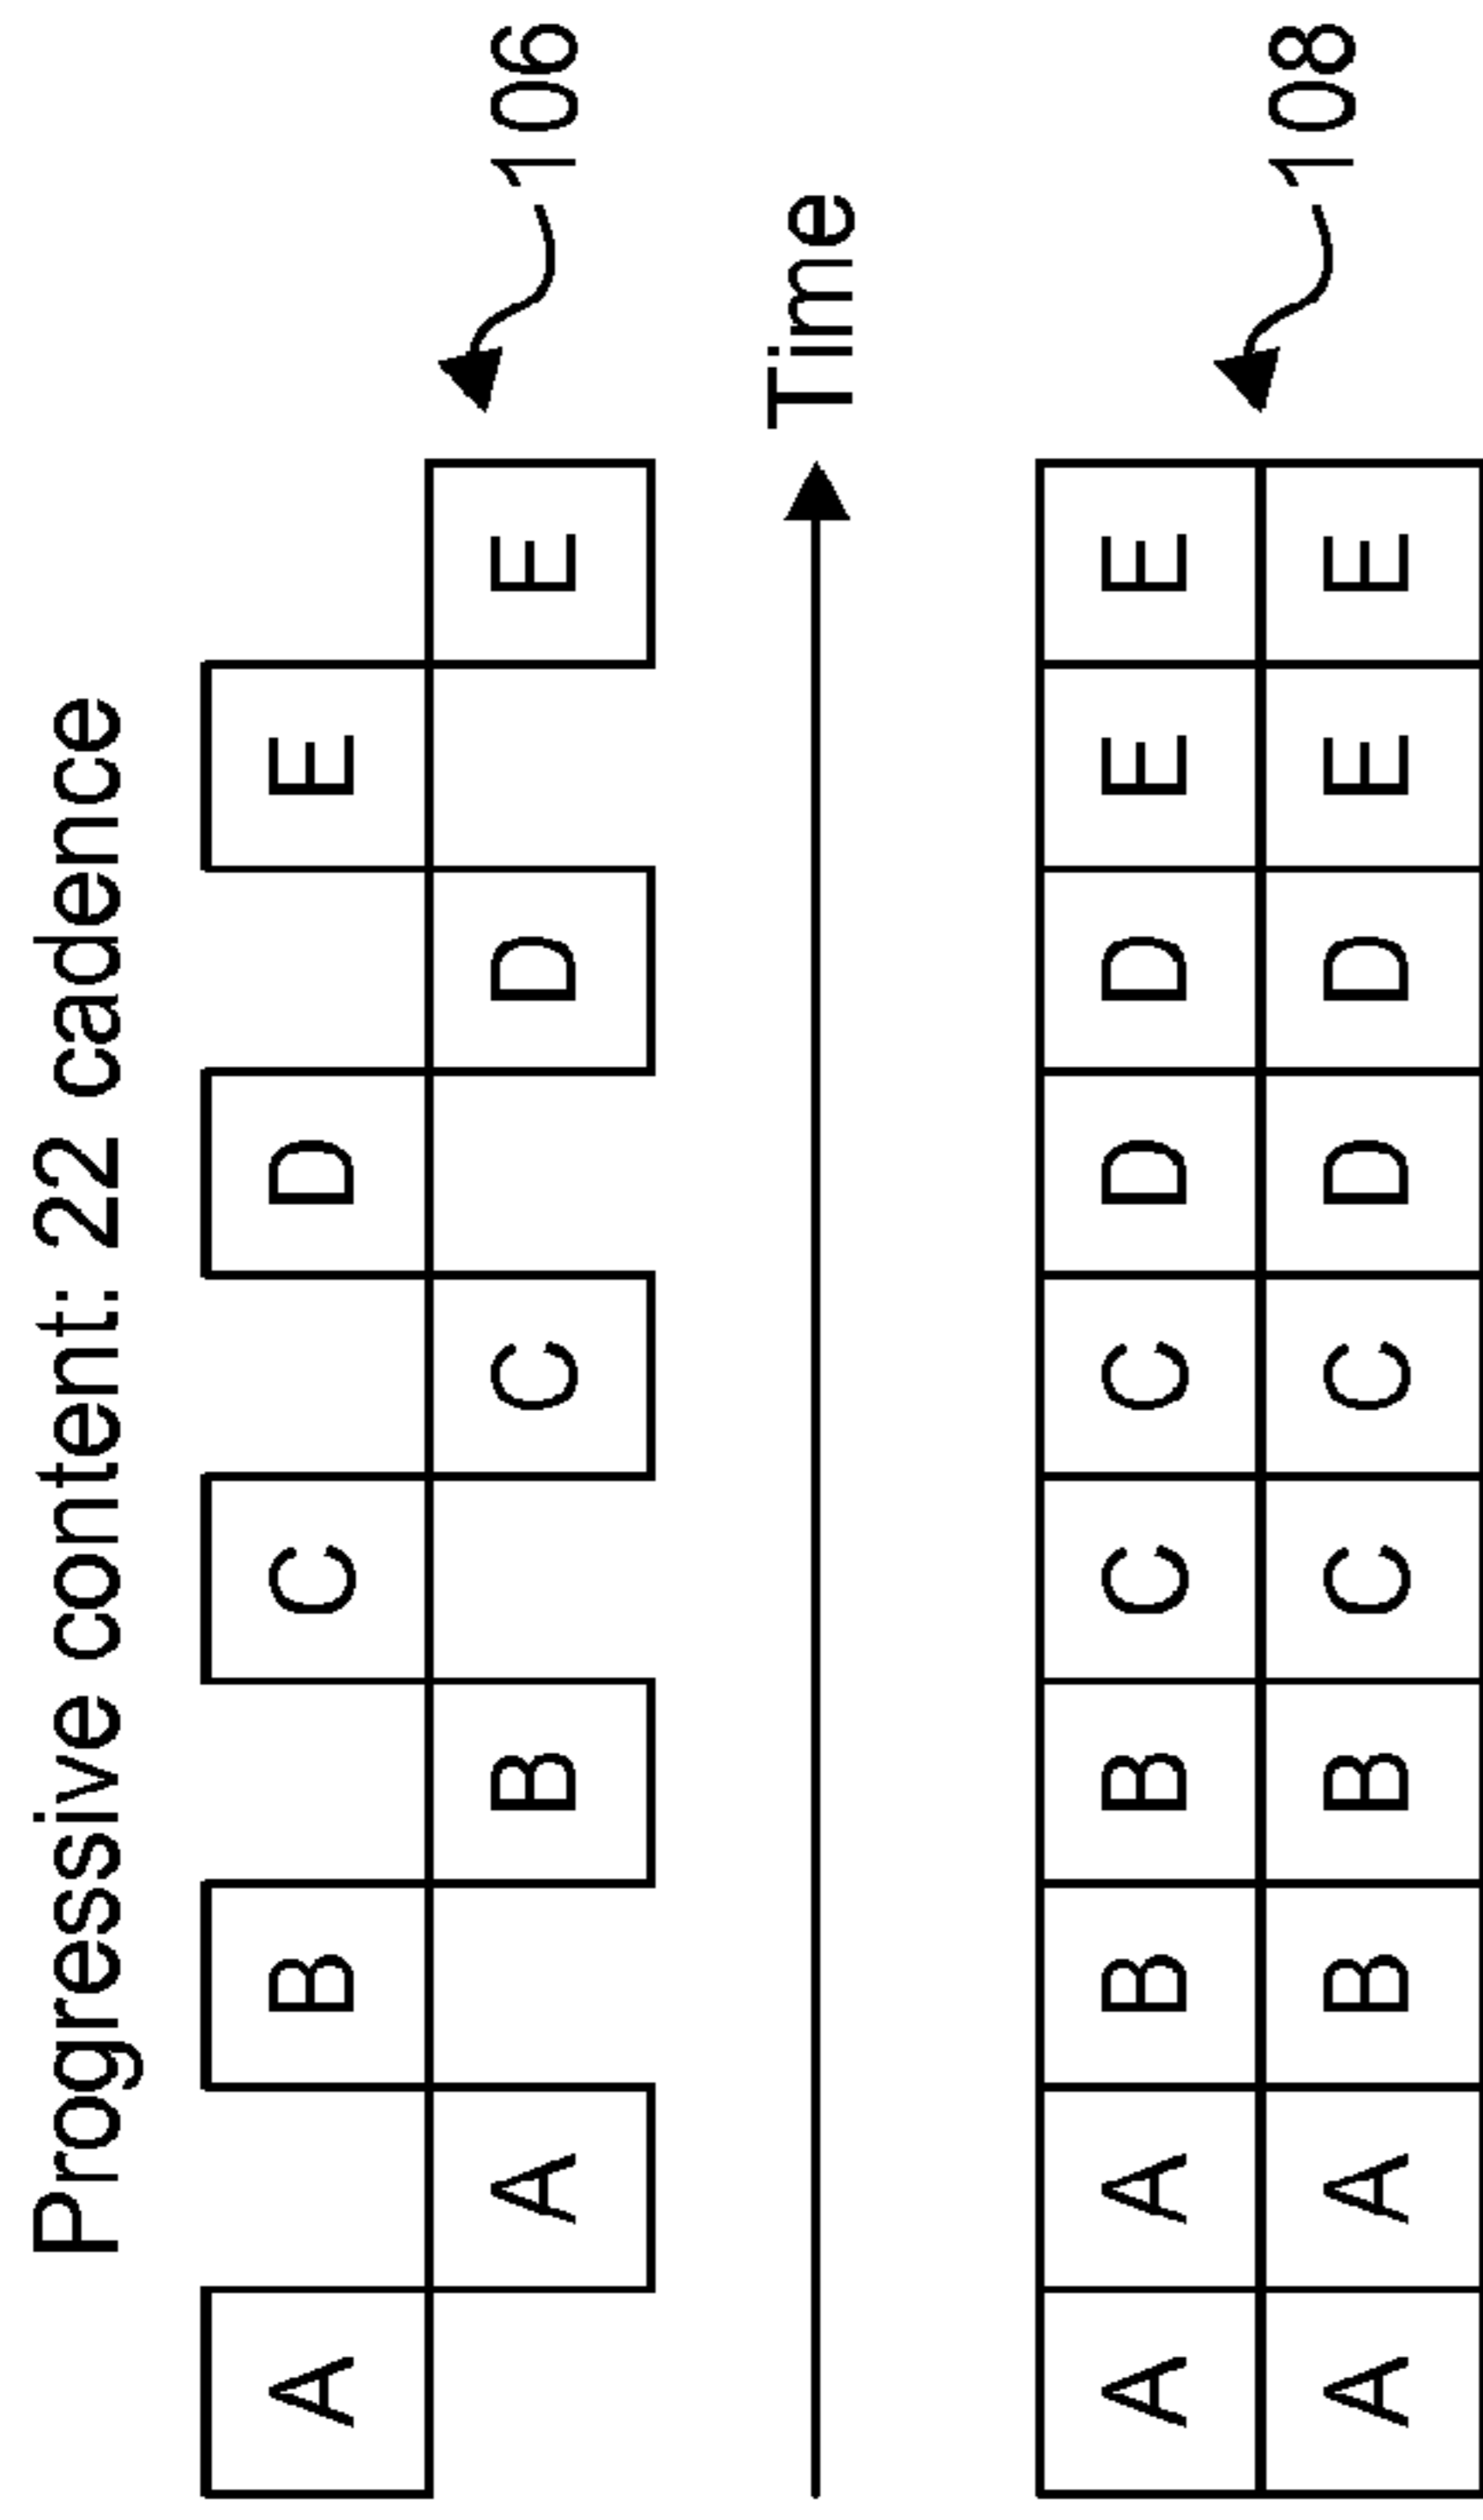 Progressive content: 22 cadence
A B C D E
A B C D E
106
Time
A A B B C C D D E E
A A B B C C D D E E
108